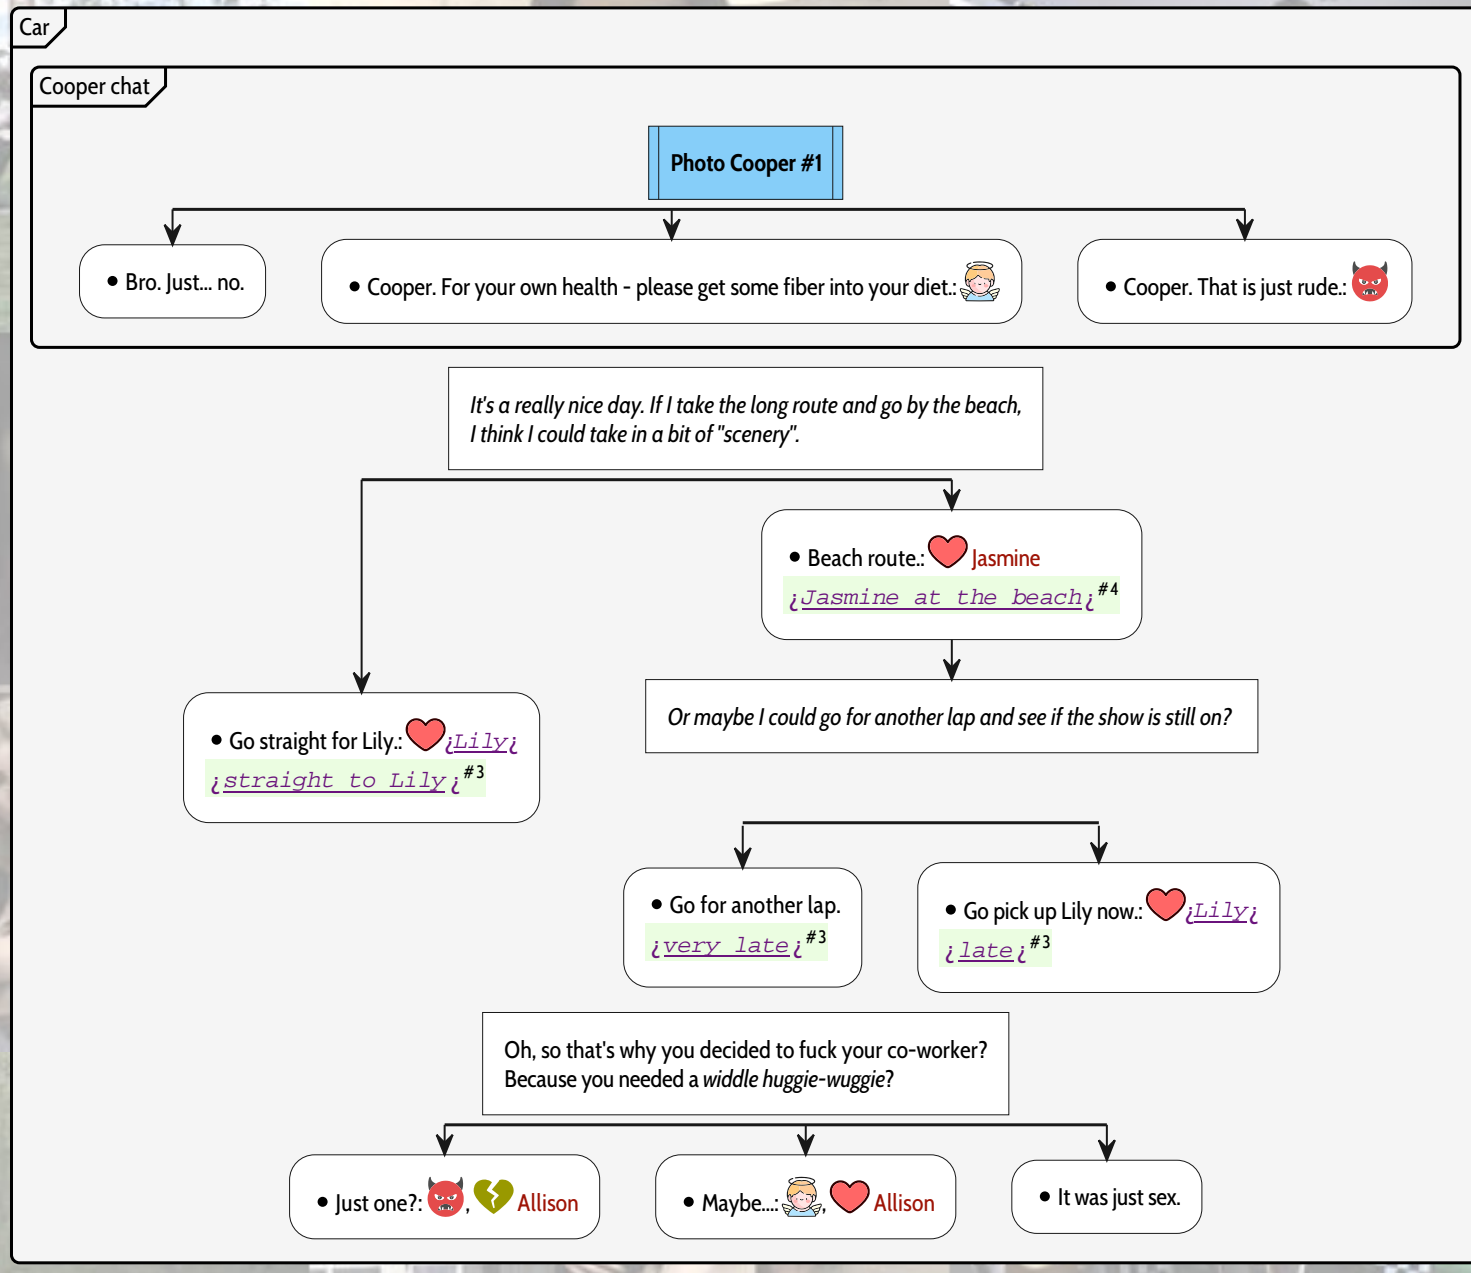 Car
Cooper chat
Photo Cooper #1
• Bro. Just... no.
• Cooper. For your own health - please get some fiber into your diet.:
• Cooper. That is just rude.:
It's a really nice day. If I take the long route and go by the beach,
I think I could take in a bit of "scenery".
• Beach route.: Jasmine
¿Jasmine at the beach¿#4
• Go straight for Lily.: ¿Lily¿
¿straight to Lily¿#3
Or maybe I could go for another lap and see if the show is still on?
• Go for another lap.
¿very late¿#3
• Go pick up Lily now.: ¿Lily¿
¿late¿#3
Oh, so that's why you decided to fuck your co-worker?
Because you needed a widdle huggie-wuggie?
• Just one?: , Allison
• Maybe...: , Allison
• It was just sex.